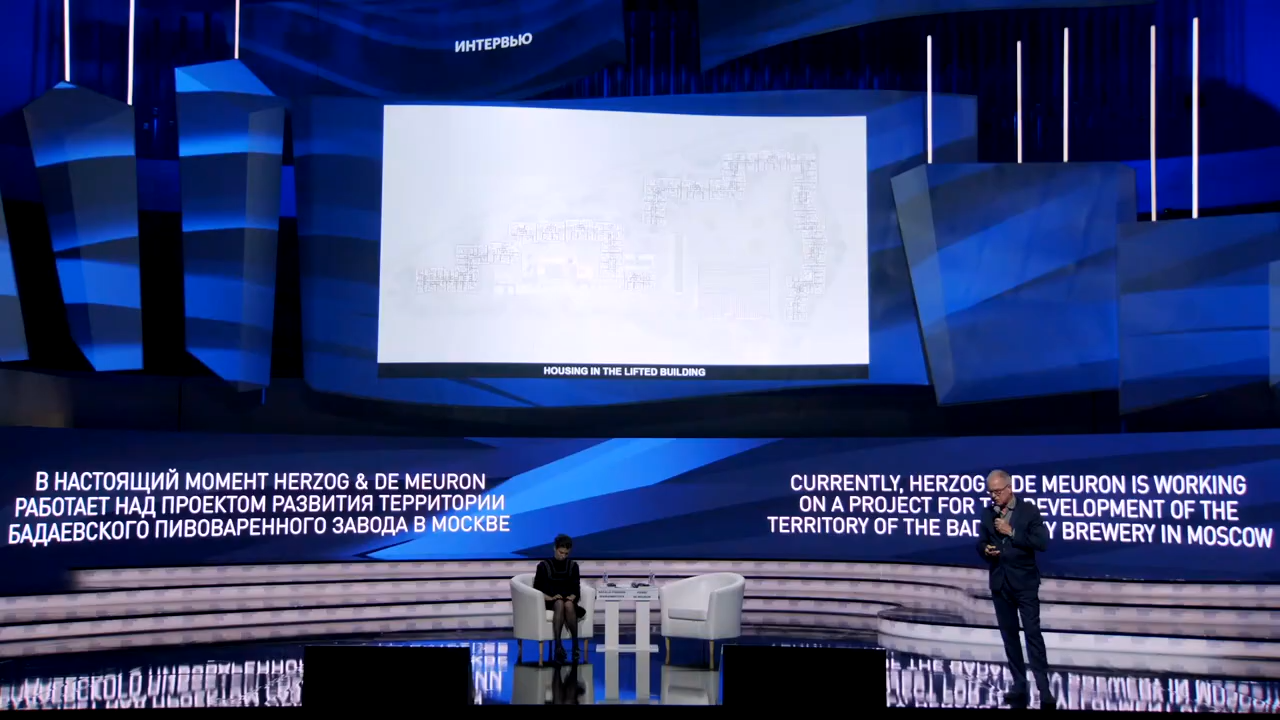 ИНТЕРВЬЮ
HOUSING IN THE LIFTED BUILDING
В НАСТОЯЩИЙ МОМЕНТ HERZOG & DE MEURON
РАБОТАЕТ НАД ПРОЕКТОМ РАЗВИТИЯ ТЕРРИТОРИИ
БАДАЕВСКОГО ПИВОВАРЕННОГО ЗАВОДА В МОСКВЕ
CURRENTLY, HERZOG DE MEURON IS WORKING
ON A PROJECT FOR DEVELOPMENT OF THE
TERRITORY OF THE BAD Y BREWERY IN MOSCOW